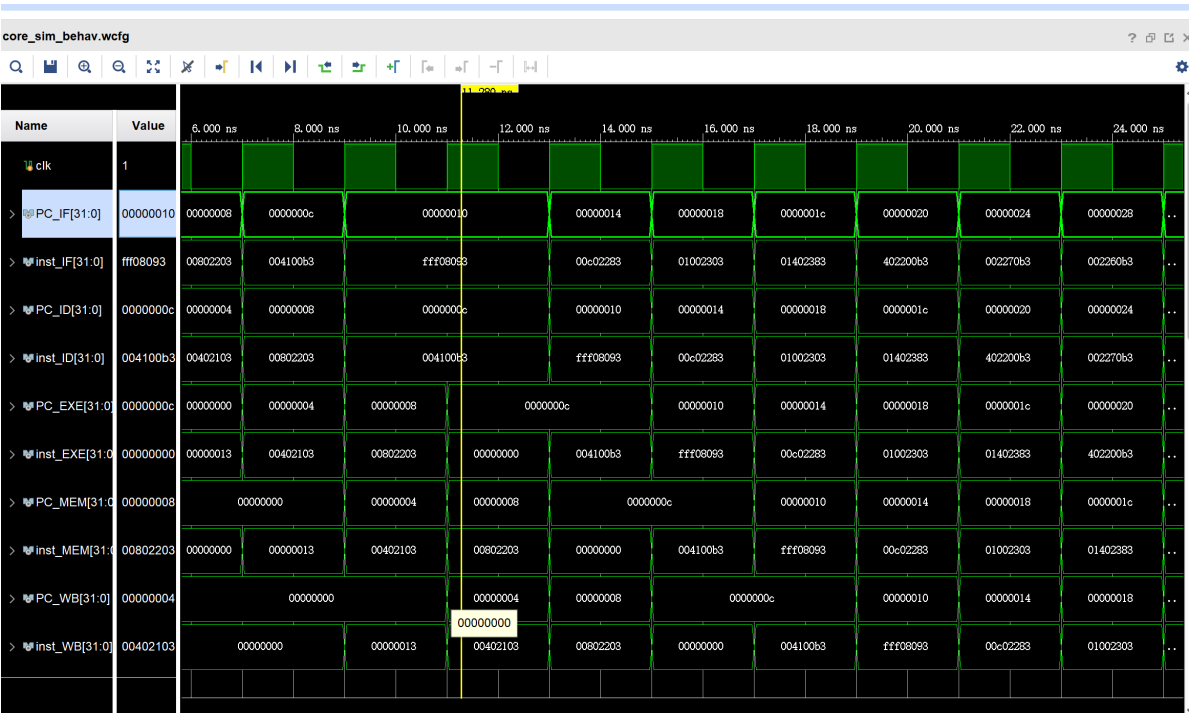 core_sim_behav.wcfg
?
11.280 ns
Name Value 6.000 ns 8.000 ns 10.000 ns 12.000 ns 14.000 ns 16.000 ns 18.000 ns 20.000 ns 22.000 ns 24.000 ns
clk 1
PC_IF[31:0] 00000010 00000008 0000000c 00000010 00000014 00000018 0000001c 00000020 00000024 00000028 ..
inst_IF[31:0] fff08093 00802203 004100b3 fff08093 00c02283 01002303 01402383 402200b3 002270b3 002260b3 ..
PC_ID[31:0] 0000000c 00000004 00000008 0000000c 00000010 00000014 00000018 0000001c 00000020 00000024 ..
inst_ID[31:0] 004100b3 00402103 00802203 004100b3 fff08093 00c02283 01002303 01402383 402200b3 002270b3 ..
PC_EXE[31:0] 0000000c 00000000 00000004 00000008 0000000c 00000010 00000014 00000018 0000001c 00000020 ..
inst_EXE[31:0 00000000 00000013 00402103 00802203 00000000 004100b3 fff08093 00c02283 01002303 01402383 402200b3 ..
PC_MEM[31:0 00000008 00000000 00000004 00000008 0000000c 00000010 00000014 00000018 0000001c ..
inst_MEM[31:0 00802203 00000000 00000013 00402103 00802203 00000000 004100b3 fff08093 00c02283 01002303 01402383 ..
PC_WB[31:0] 00000004 00000000 00000004 00000008 0000000c 00000010 00000014 00000018 ..
00000000
inst_WB[31:0] 00402103 00000000 00000013 00402103 00802203 00000000 004100b3 fff08093 00c02283 01002303 ..